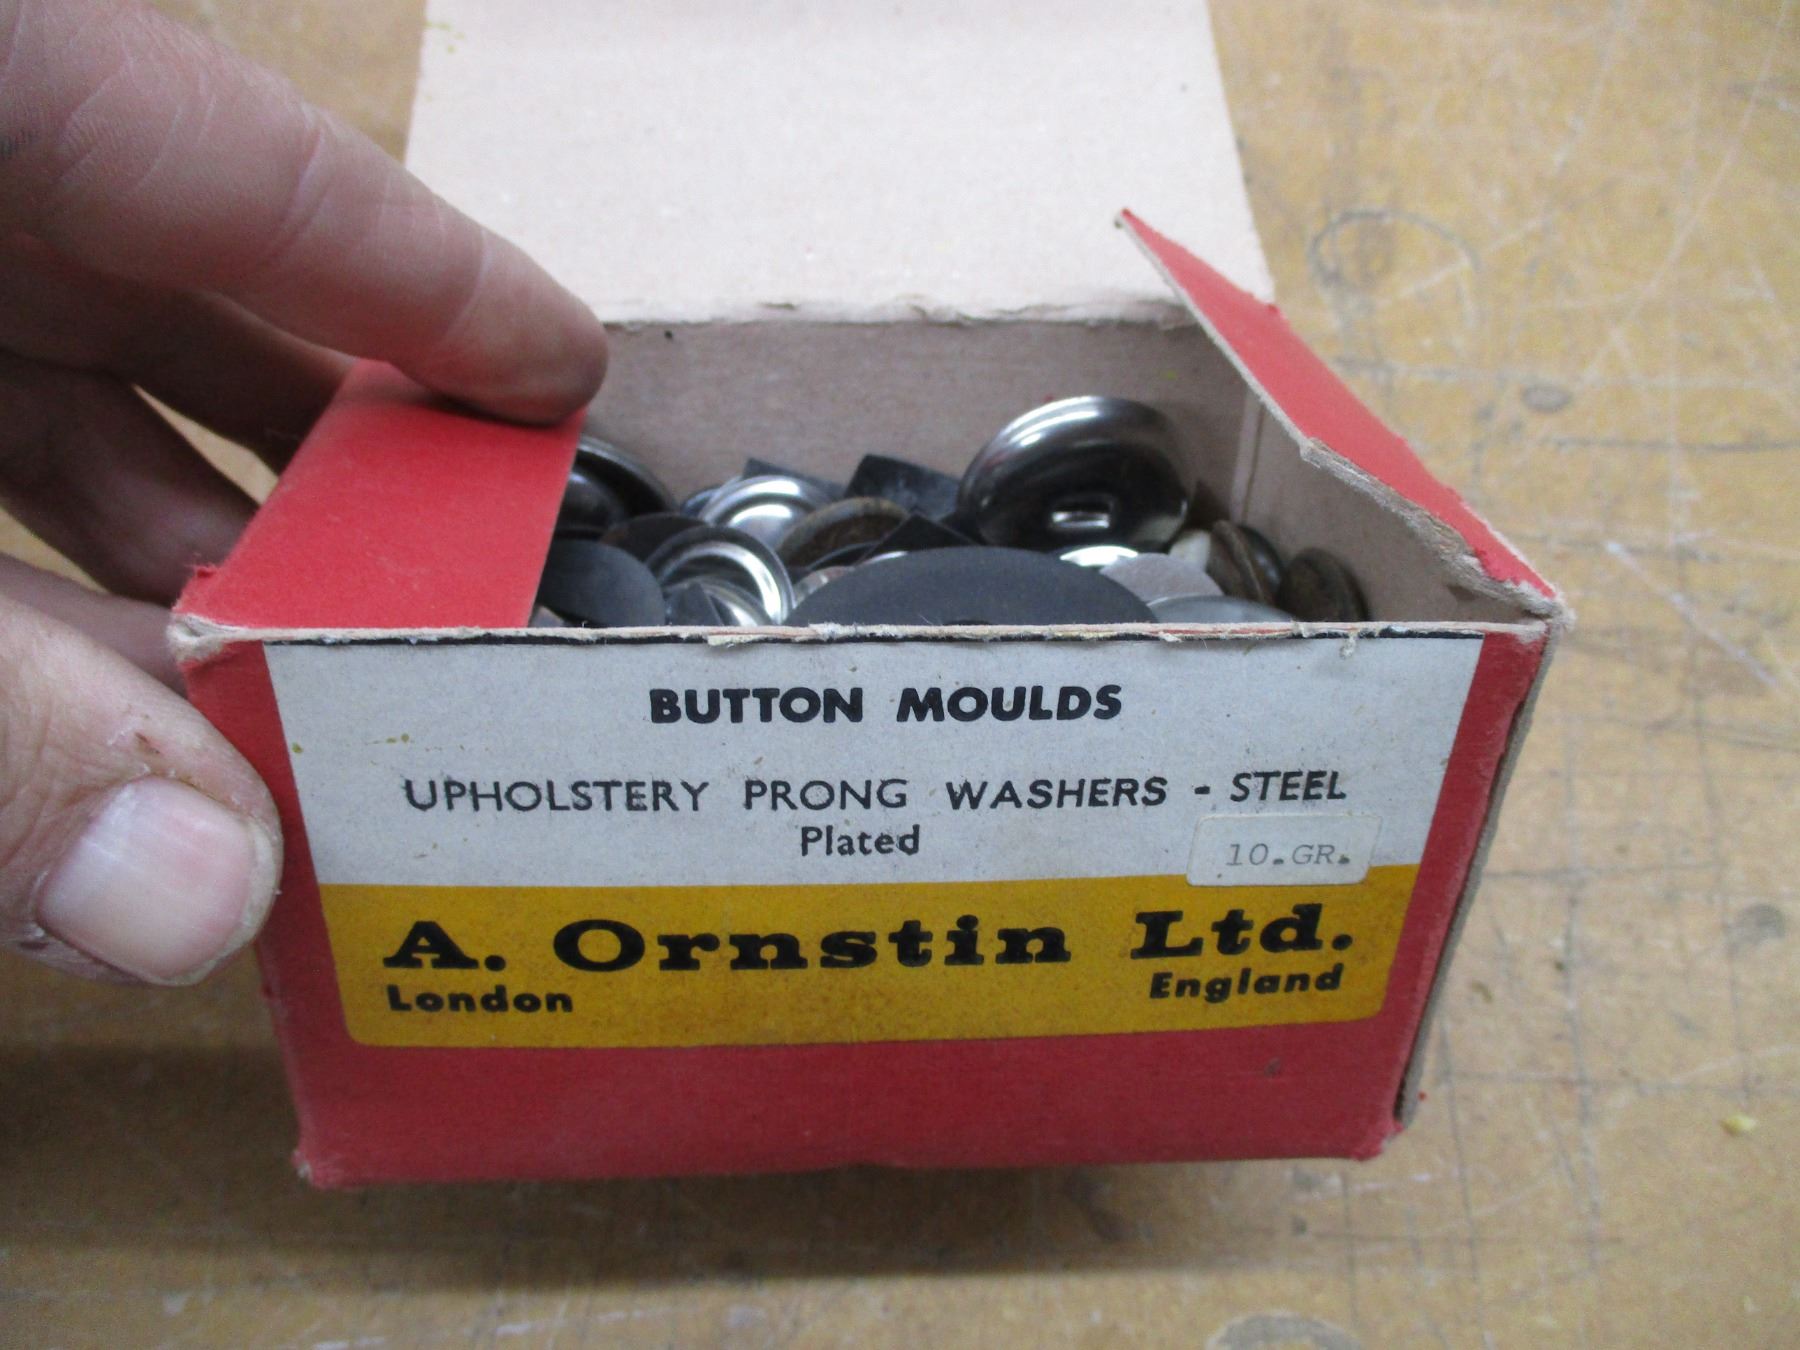 BUTTON MOULDS
UPHOLSTERY PRONG WASHERS - STEEL
Plated
10.GR.
A. Ornstin Ltd.
London England